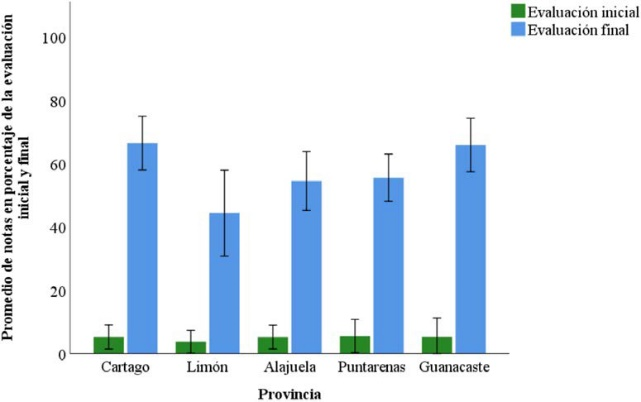 Evaluación inicial
Evaluación final
Promedio de notas en porcentaje de la evaluación
inicial y final
100
80
60
40
20
0
Cartago Limón Alajuela Puntarenas Guanacaste
Provincia